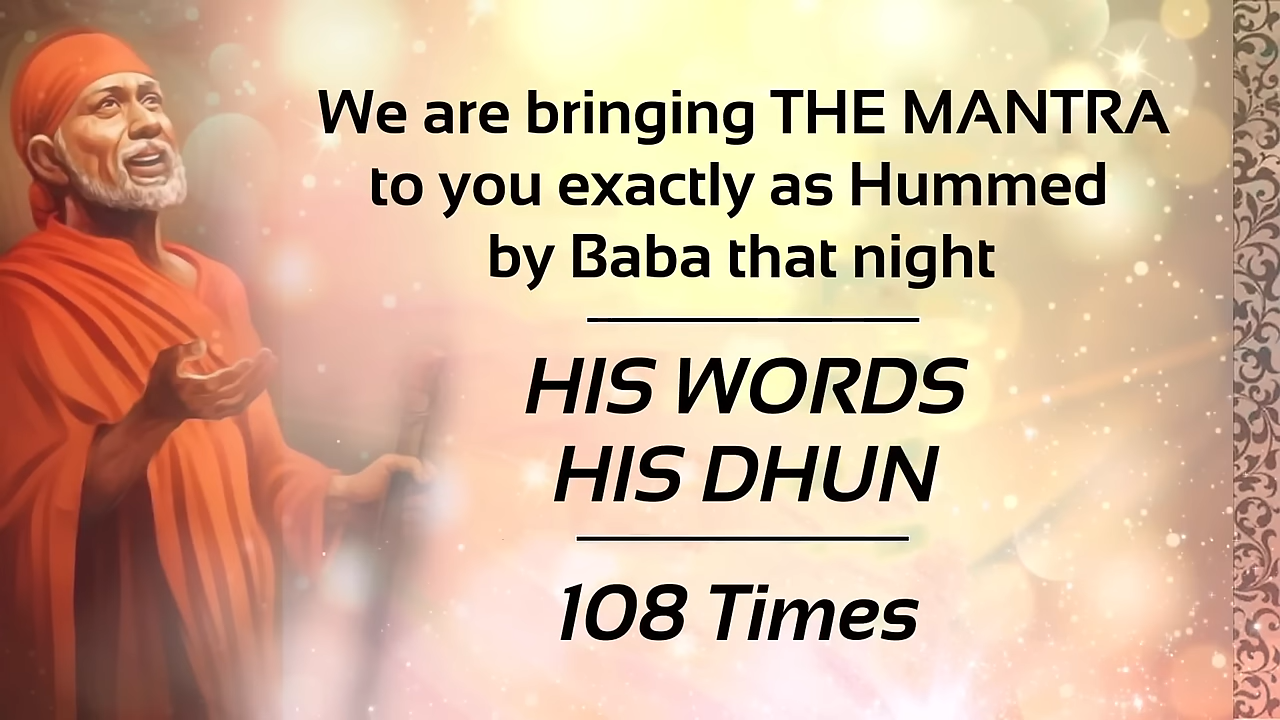 We are bringing THE MANTRA
to you exactly as Hummed
by Baba that night
HIS WORDS
HIS DHUN
108 Times